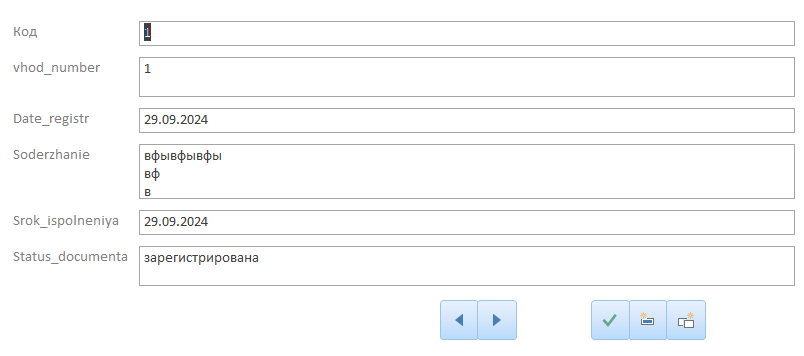 Код 1
vhod_number 1
Date_registr 29.09.2024
Soderzhanie вфывфывфы
вф
в
Srok_ispolneniya 29.09.2024
Status_documenta зарегистрирована